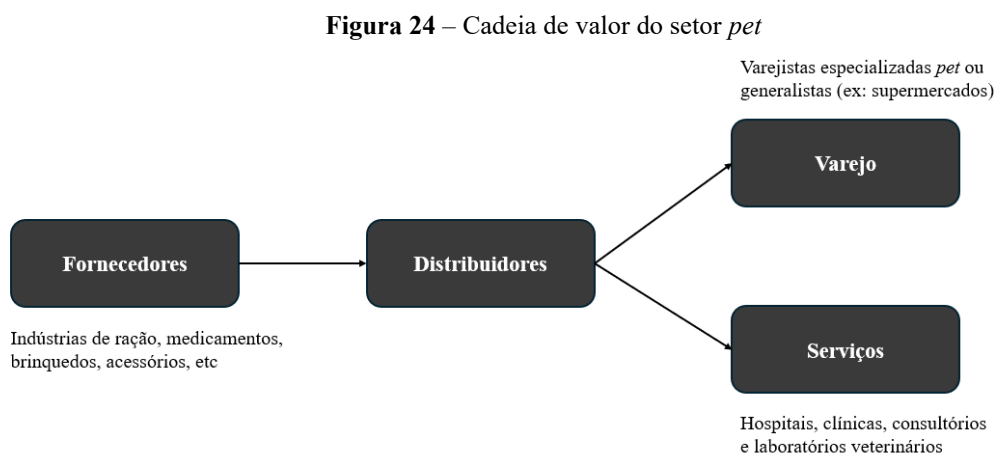 Figura 24 – Cadeia de valor do setor pet
Varejistas especializadas pet ou
generalistas (ex: supermercados)
Varejo
Fornecedores
Distribuidores
Indústrias de ração, medicamentos,
brinquedos, acessórios, etc
Serviços
Hospitais, clínicas, consultórios
e laboratórios veterinários